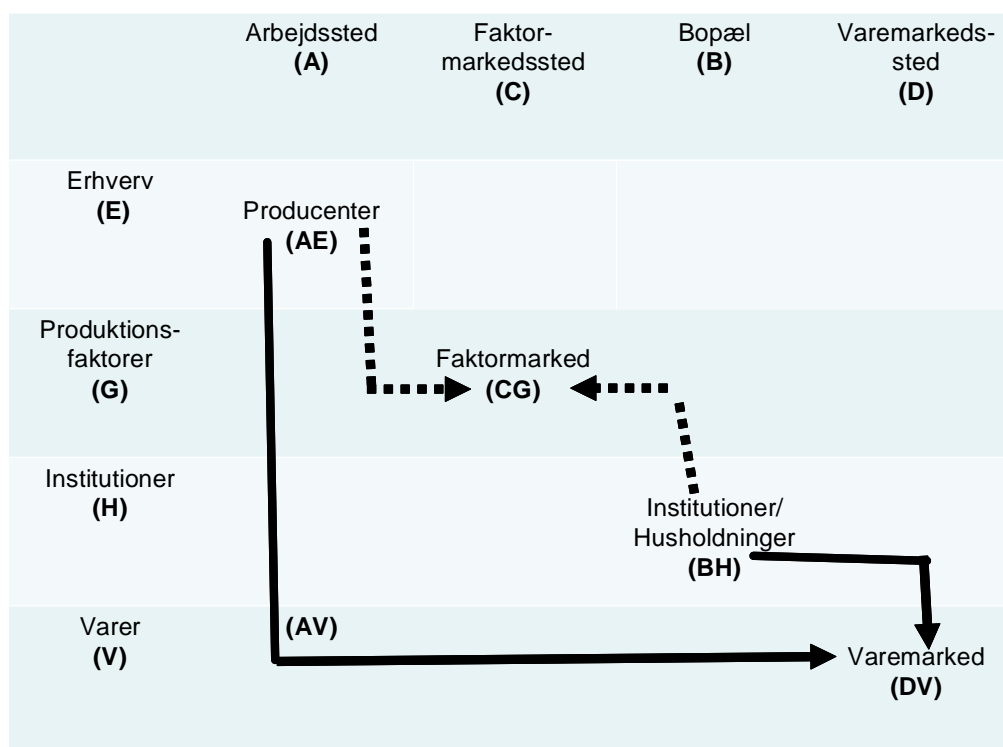 Arbejdssted
(A)
Faktor-
markedssted
(C)
Bopæl
(B)
Varemarkeds-
sted
(D)
Erhverv
(E)
Producenter
(AE)
Produktions-
faktorer
(G)
Faktormarked
(CG)
Institutioner
(H)
Institutioner/
Husholdninger
(BH)
Varer
(V)
(AV)
Varemarked
(DV)